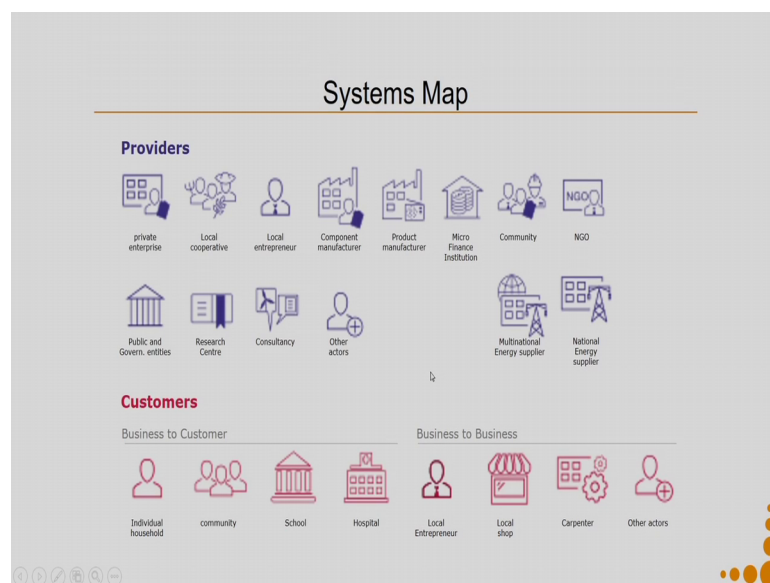 Systems Map
Providers
private
enterprise
Local
cooperative
Local
entrepreneur
Component
manufacturer
Product
manufacturer
Micro
Finance
Institution
Community
NGO
NGO
Public and
Govern. entities
Research
Centre
Consultancy
Other
actors
Multinational
Energy supplier
National
Energy
supplier
Customers
Business to Customer
Business to Business
Individual
household
community
School
Hospital
Local
Entrepreneur
Local
shop
Carpenter
Other actors